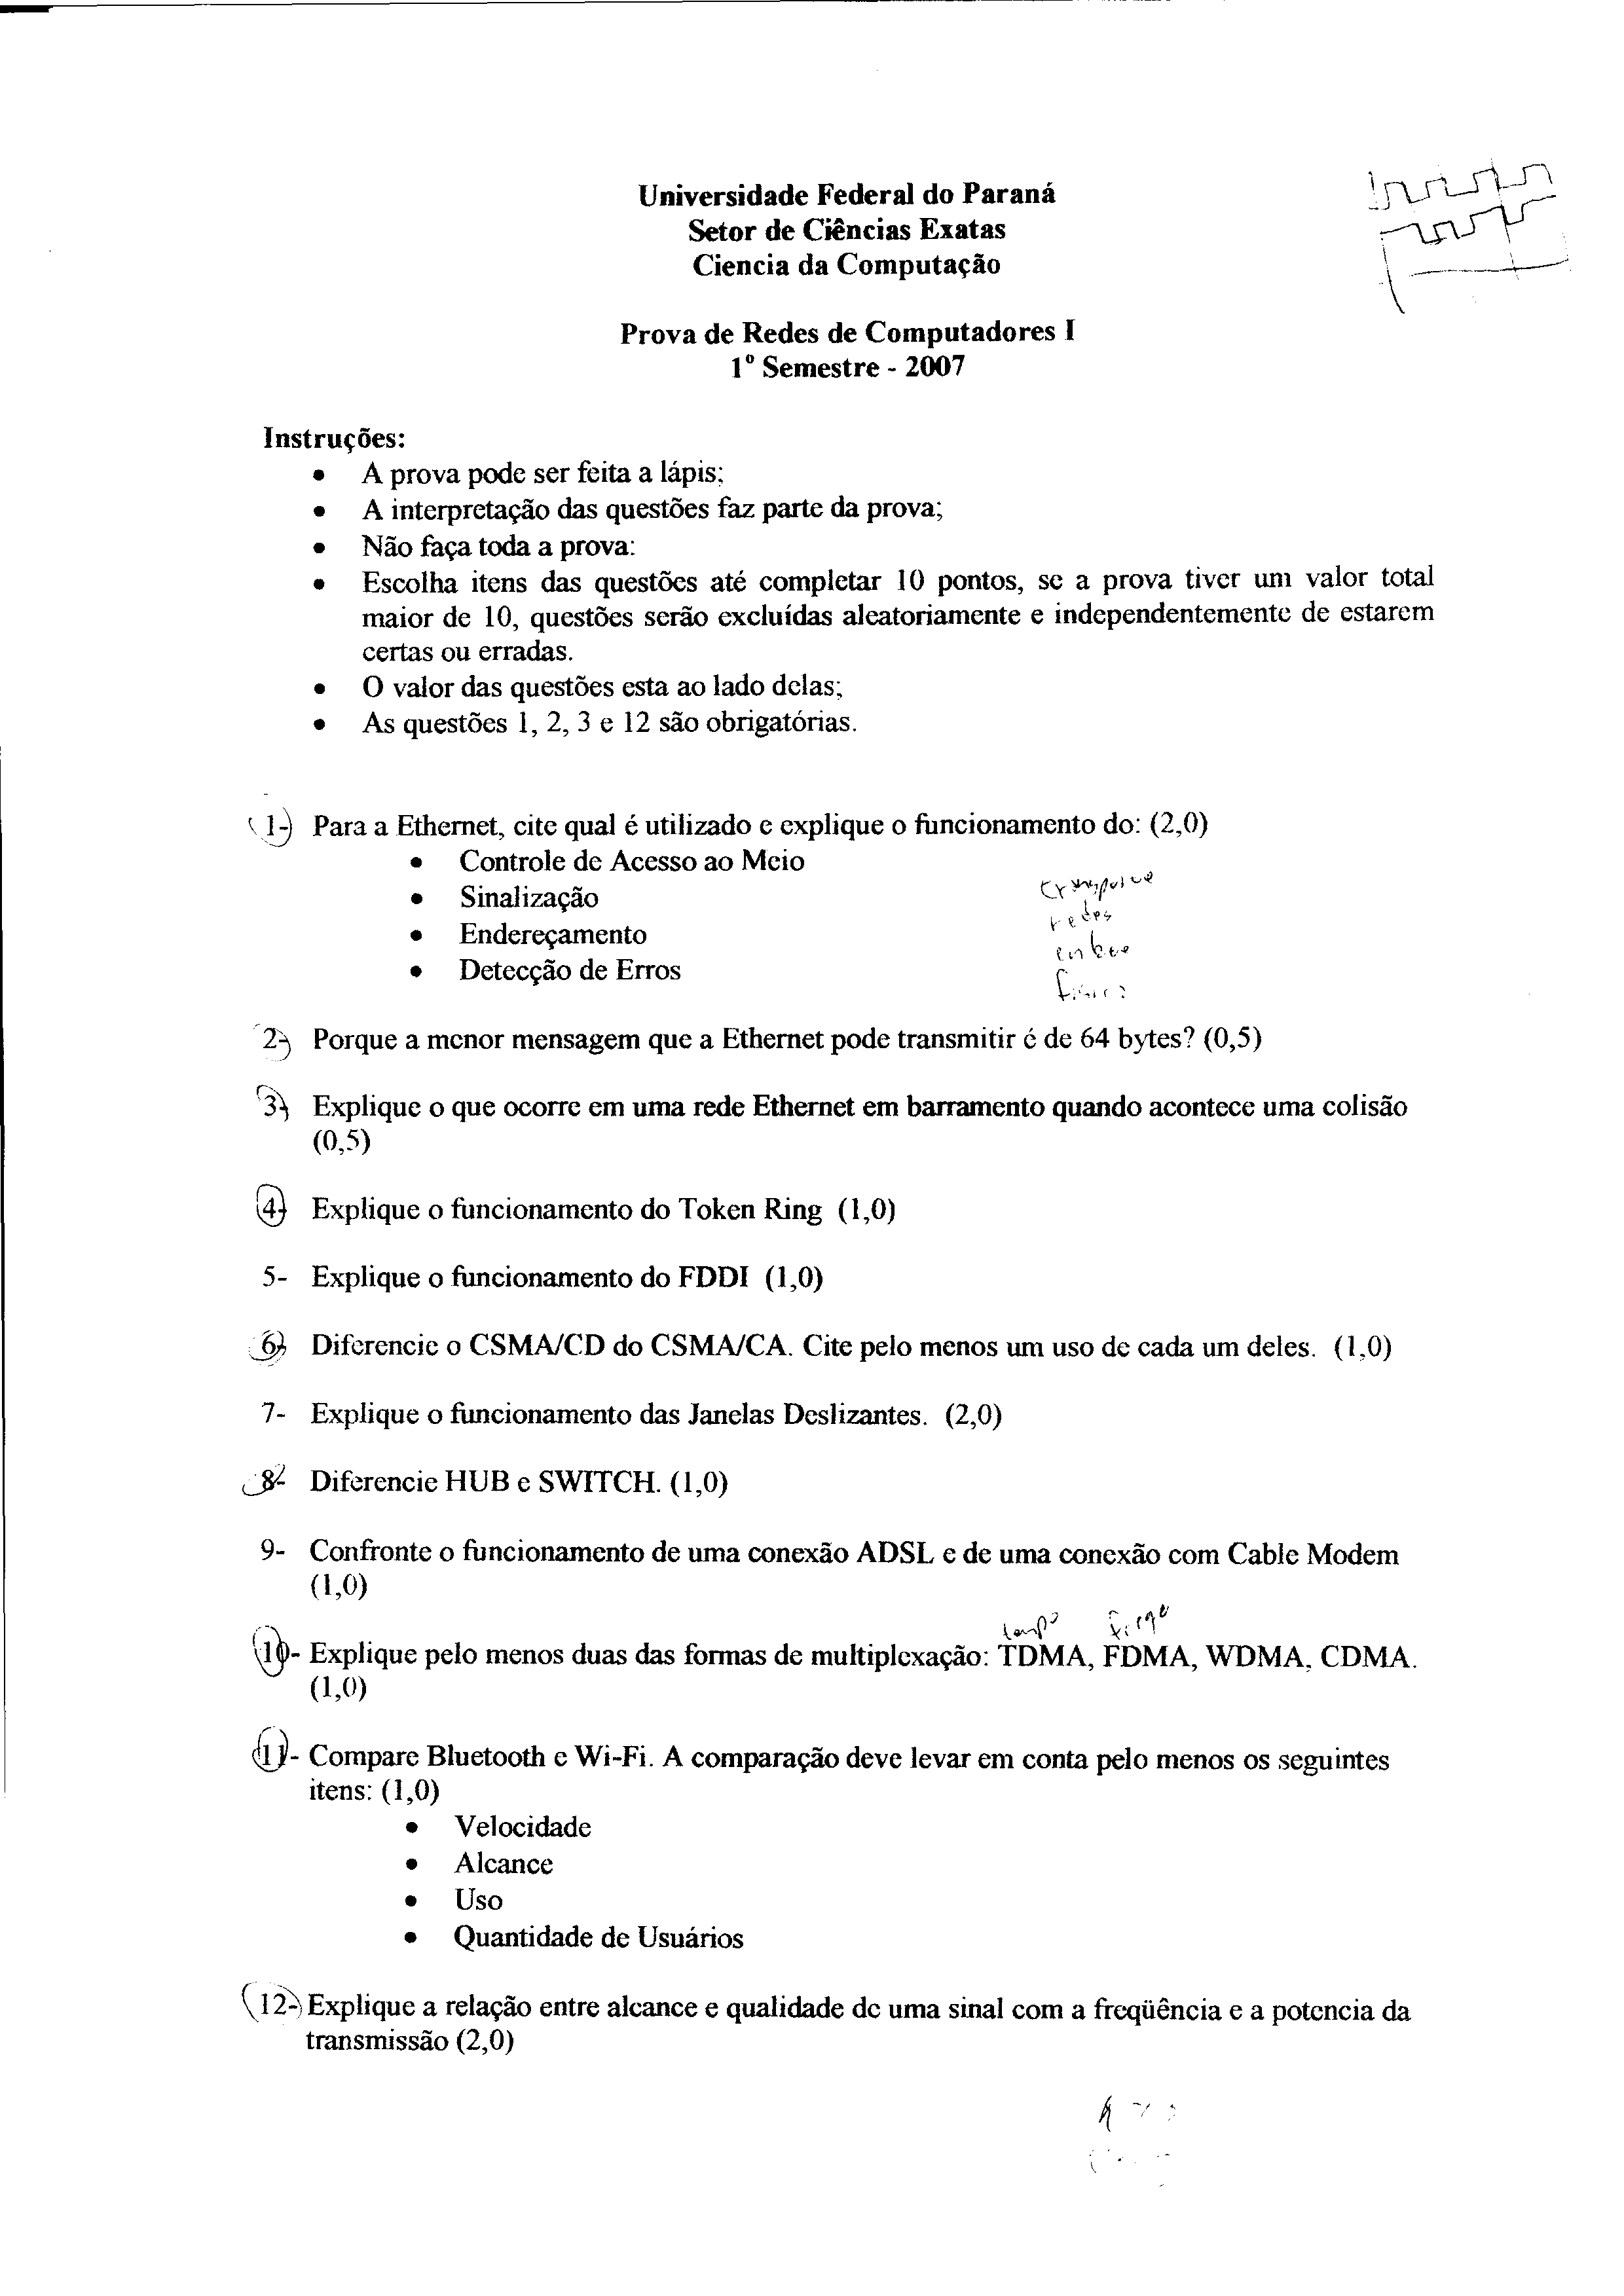 Universidade Federal do Paraná
Setor de Ciências Exatas
Ciencia da Computação
Prova de Redes de Computadores I
1º Semestre - 2007
Instruções:
• A prova pode ser feita a lápis;
• A interpretação das questões faz parte da prova;
• Não faça toda a prova:
• Escolha itens das questões até completar 10 pontos, se a prova tiver um valor total
maior de 10, questões serão excluídas aleatoriamente e independentemente de estarem
certas ou erradas.
• O valor das questões esta ao lado delas;
• As questões 1, 2, 3 e 12 são obrigatórias.
1- Para a Ethernet, cite qual é utilizado e explique o funcionamento do: (2,0)
• Controle de Acesso ao Meio
• Sinalização
• Endereçamento
• Detecção de Erros
redes
2- Porque a menor mensagem que a Ethernet pode transmitir é de 64 bytes? (0,5)
3- Explique o que ocorre em uma rede Ethernet em barramento quando acontece uma colisão
(0,5)
4- Explique o funcionamento do Token Ring (1,0)
5- Explique o funcionamento do FDDI (1,0)
6- Diferencie o CSMA/CD do CSMA/CA. Cite pelo menos um uso de cada um deles. (1,0)
7- Explique o funcionamento das Janelas Deslizantes. (2,0)
8- Diferencie HUB e SWITCH. (1,0)
9- Confronte o funcionamento de uma conexão ADSL e de uma conexão com Cable Modem
(1,0)
10- Explique pelo menos duas das formas de multiplexação: TDMA, FDMA, WDMA, CDMA.
(1,0)
11- Compare Bluetooth e Wi-Fi. A comparação deve levar em conta pelo menos os seguintes
itens: (1,0)
• Velocidade
• Alcance
• Uso
• Quantidade de Usuários
12- Explique a relação entre alcance e qualidade de uma sinal com a freqüência e a potencia da
transmissão (2,0)